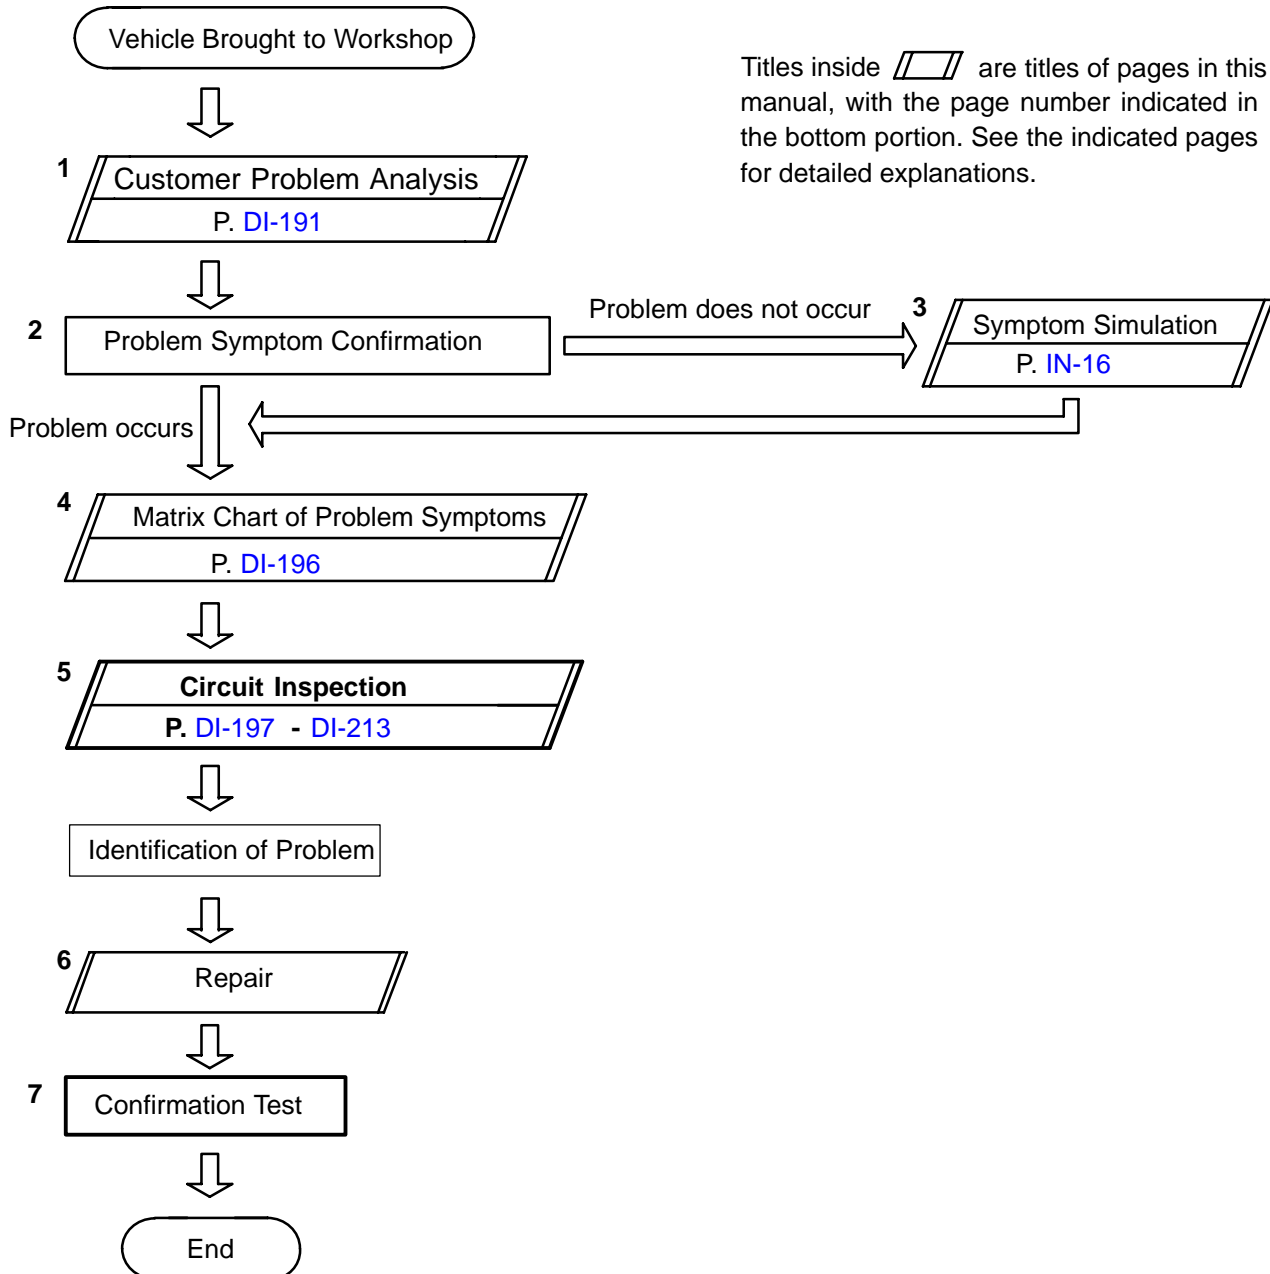 Vehicle Brought to Workshop
Titles inside are titles of pages in this
manual, with the page number indicated in
the bottom portion. See the indicated pages
for detailed explanations.
1
Customer Problem Analysis
P. DI-191
2
Problem Symptom Confirmation
Problem does not occur
3
Symptom Simulation
P. IN-16
Problem occurs
4
Matrix Chart of Problem Symptoms
P. DI-196
5
Circuit Inspection
P. DI-197 - DI-213
Identification of Problem
6
Repair
7
Confirmation Test
End